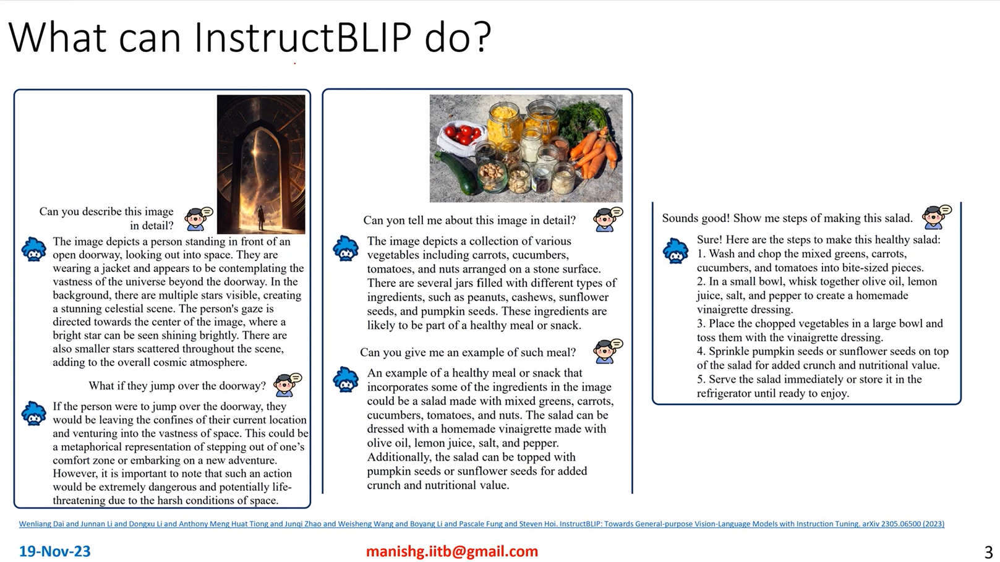 What can InstructBLIP do?
Can you describe this image
in detail?
The image depicts a person standing in front of an
open doorway, looking out into space. They are
wearing a jacket and appears to be contemplating the
vastness of the universe beyond the doorway. In the
background, there are multiple stars visible, creating
a stunning celestial scene. The person's gaze is
directed towards the center of the image, where a
bright star can be seen shining brightly. There are
also smaller stars scattered throughout the scene,
adding to the overall cosmic atmosphere.
What if they jump over the doorway?
If the person were to jump over the doorway, they
would be leaving the confines of their current location
and venturing into the vastness of space. This could be
a metaphorical representation of stepping out of one’s
comfort zone or embarking on a new adventure.
However, it is important to note that such an action
would be extremely dangerous and potentially life-
threatening due to the harsh conditions of space.
Can yon tell me about this image in detail?
The image depicts a collection of various
vegetables including carrots, cucumbers,
tomatoes, and nuts arranged on a stone surface.
There are several jars filled with different types of
ingredients, such as peanuts, cashews, sunflower
seeds, and pumpkin seeds. These ingredients are
likely to be part of a healthy meal or snack.
Can you give me an example of such meal?
An example of a healthy meal or snack that
incorporates some of the ingredients in the image
could be a salad made with mixed greens, carrots,
cucumbers, tomatoes, and nuts. The salad can be
dressed with a homemade vinaigrette made with
olive oil, lemon juice, salt, and pepper.
Additionally, the salad can be topped with
pumpkin seeds or sunflower seeds for added
crunch and nutritional value.
Sounds good! Show me steps of making this salad.
Sure! Here are the steps to make this healthy salad:
1. Wash and chop the mixed greens, carrots,
cucumbers, and tomatoes into bite-sized pieces.
2. In a small bowl, whisk together olive oil, lemon
juice, salt, and pepper to create a homemade
vinaigrette dressing.
3. Place the chopped vegetables in a large bowl and
toss them with the vinaigrette dressing.
4. Sprinkle pumpkin seeds or sunflower seeds on top
of the salad for added crunch and nutritional value.
5. Serve the salad immediately or store it in the
refrigerator until ready to enjoy.
Wenliang Dai and Junnan Li and Dongxu Li and Anthony Meng Huat Tiong and Junqi Zhao and Weisheng Wang and Boyang Li and Pascale Fung and Steven Hoi. InstructBLIP: Towards General-purpose Vision-Language Models with Instruction Tuning. arXiv 2305.06500 (2023)
19-Nov-23
manishg.iitb@gmail.com
3